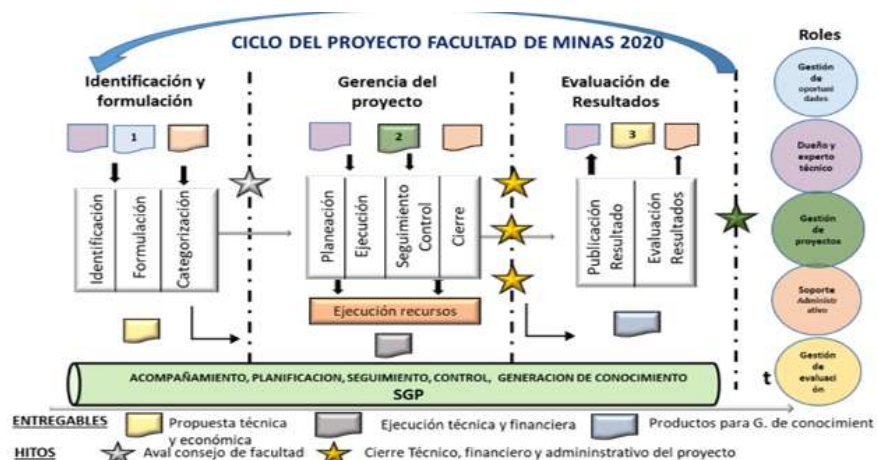 CICLO DEL PROYECTO FACULTAD DE MINAS 2020
Roles
Identificación y
formulación
Gerencia del
proyecto
Evaluación de
Resultados
1
2
3
Identificación
Formulación
Categorización
Planeación
Ejecución
Seguimiento
Control
Cierre
Publicación
Resultado
Evaluación
Resultados
Ejecución recursos
Gestión
de
oportuni
dades
Dueño y
experto
técnico
Gestión
de
proyectos
Soporte
Administr
ativo
Gestión
de
evaluaci
ón
t
ACOMPAÑAMIENTO, PLANIFICACION, SEGUIMIENTO, CONTROL, GENERACION DE CONOCIMIENTO
SGP
ENTREGABLES
Propuesta técnica
y económica
Ejecución técnica y financiera
Productos para G. de conocimient
HITOS
Aval consejo de facultad
Cierre Técnico, financiero y admininstrativo del proyecto